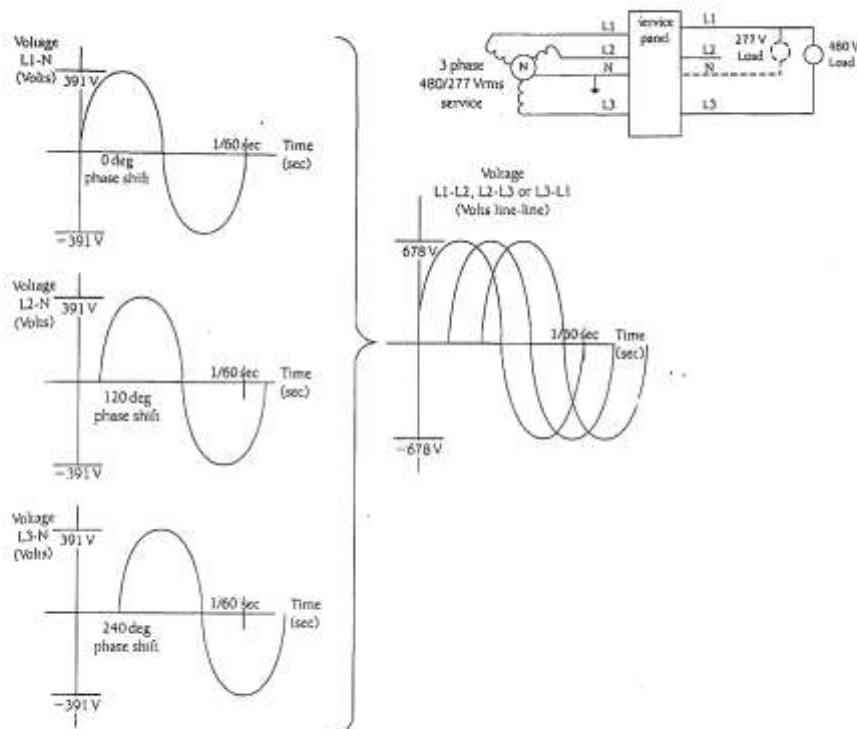 Voltage
L1-N
(Volts)
391 V
1/60 sec
Time
(sec)
0 deg
phase shift
−391 V
Voltage
L2-N
(Volts)
391 V
1/60 sec
Time
(sec)
120 deg
phase shift
−391 V
Voltage
L3-N
(Volts)
391 V
1/60 sec
Time
(sec)
240 deg
phase shift
−391 V
3 phase
480/277 Vrms
service
N
L1
L2
N
L3
service
panel
L1
L2
N
L3
277 V
Load
480 V
Load
Voltage
L1-L2, L2-L3 or L3-L1
(Volts line-line)
678 V
1/60 sec
Time
(sec)
−678 V